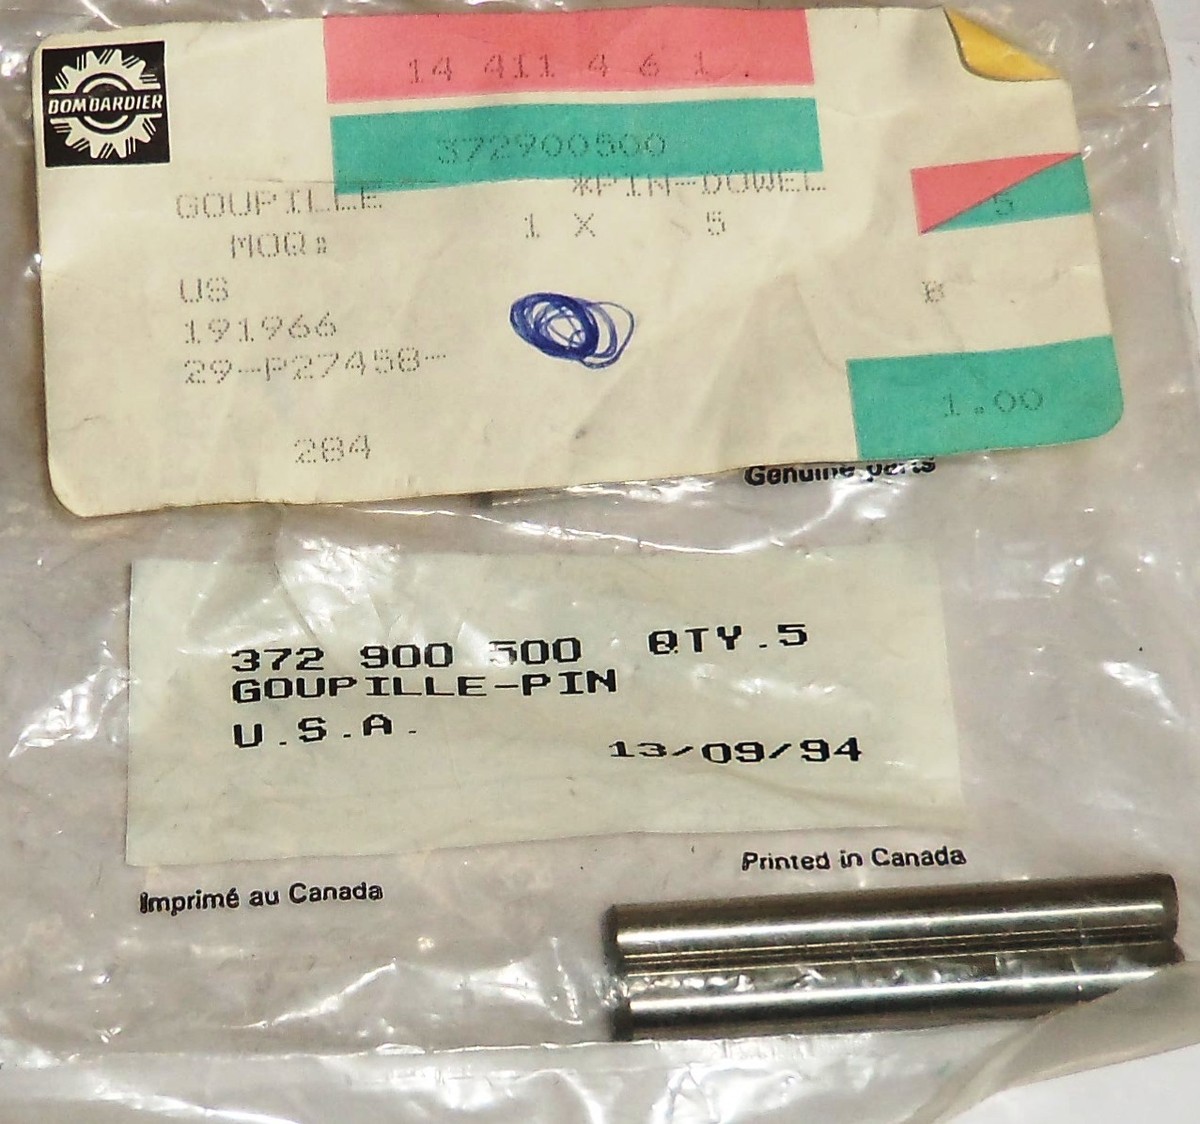 BOMBARDIER
14 411 4 6 1 .
372900500
GOUPILLE *PIN-DOWEL
MOQ: 1 X 5
5
US
B
191966
29-P27458-
1.00
284
Genuine parts
372 900 500 QTY.5
GOUPILLE-PIN
U.S.A.
13/09/94
Printed in Canada
Imprimé au Canada